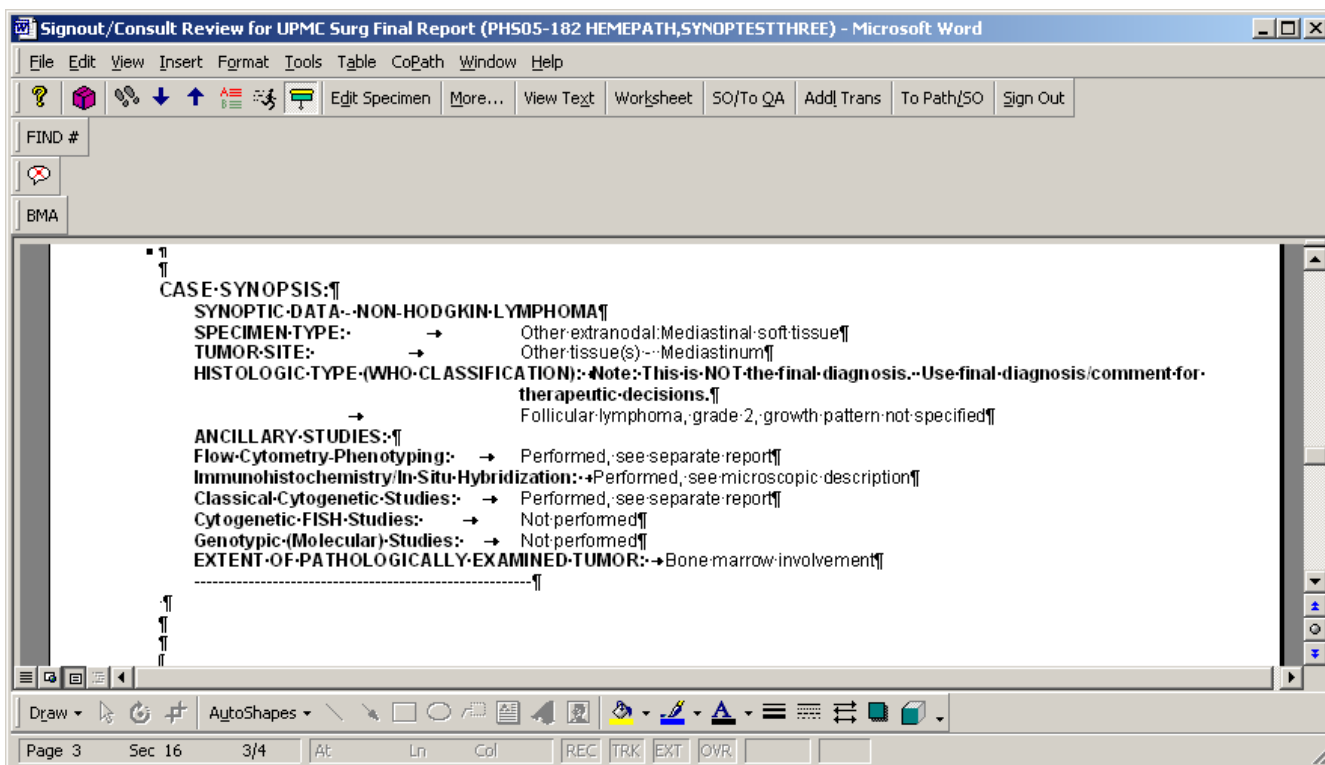 Signout/Consult Review for UPMC Surg Final Report (PHS05-182 HEMEPATH,SYNOPTESTTHREE) - Microsoft Word
File Edit View Insert Format Tools Table CoPath Window Help
Edit Specimen More... View Text Worksheet SO/To QA Addl Trans To Path/SO Sign Out
FIND #
BMA
CASE SYNOPSIS:¶
SYNOPTIC DATA - NON-HODGKIN LYMPHOMA¶
SPECIMEN TYPE: → Other extranodal:Mediastinal soft tissue¶
TUMOR SITE: → Other tissue(s) - Mediastinum¶
HISTOLOGIC TYPE (WHO CLASSIFICATION): Note: This is NOT the final diagnosis. Use final diagnosis/comment for
therapeutic decisions.¶
→ Follicular lymphoma, grade 2, growth pattern not specified¶
ANCILLARY STUDIES: ¶
Flow Cytometry Phenotyping: → Performed, see separate report¶
Immunohistochemistry/In Situ Hybridization: → Performed, see microscopic description¶
Classical Cytogenetic Studies: → Performed, see separate report¶
Cytogenetic FISH Studies: → Not performed¶
Genotypic (Molecular) Studies: → Not performed¶
EXTENT OF PATHOLOGICALLY EXAMINED TUMOR: → Bone marrow involvement¶
-------------------------------------------------------¶
Draw AutoShapes
Page 3 Sec 16 3/4 At Ln Col REC TRK EXT OVR